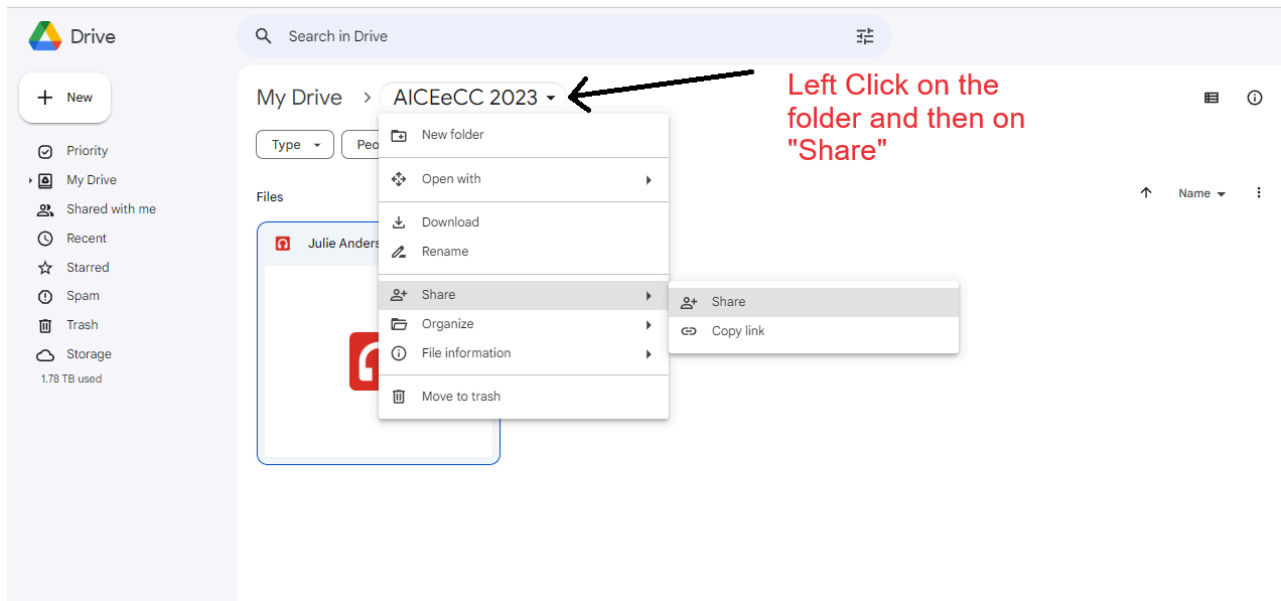 Drive
Search in Drive
New
My Drive > AICEeCC 2023
Left Click on the
folder and then on
"Share"
Type
Peo
Priority
My Drive
Shared with me
Recent
Starred
Spam
Trash
Storage
1.78 TB used
Files
Name
Julie Anders
New folder
Open with
Download
Rename
Share
Organize
File information
Move to trash
Share
Copy link